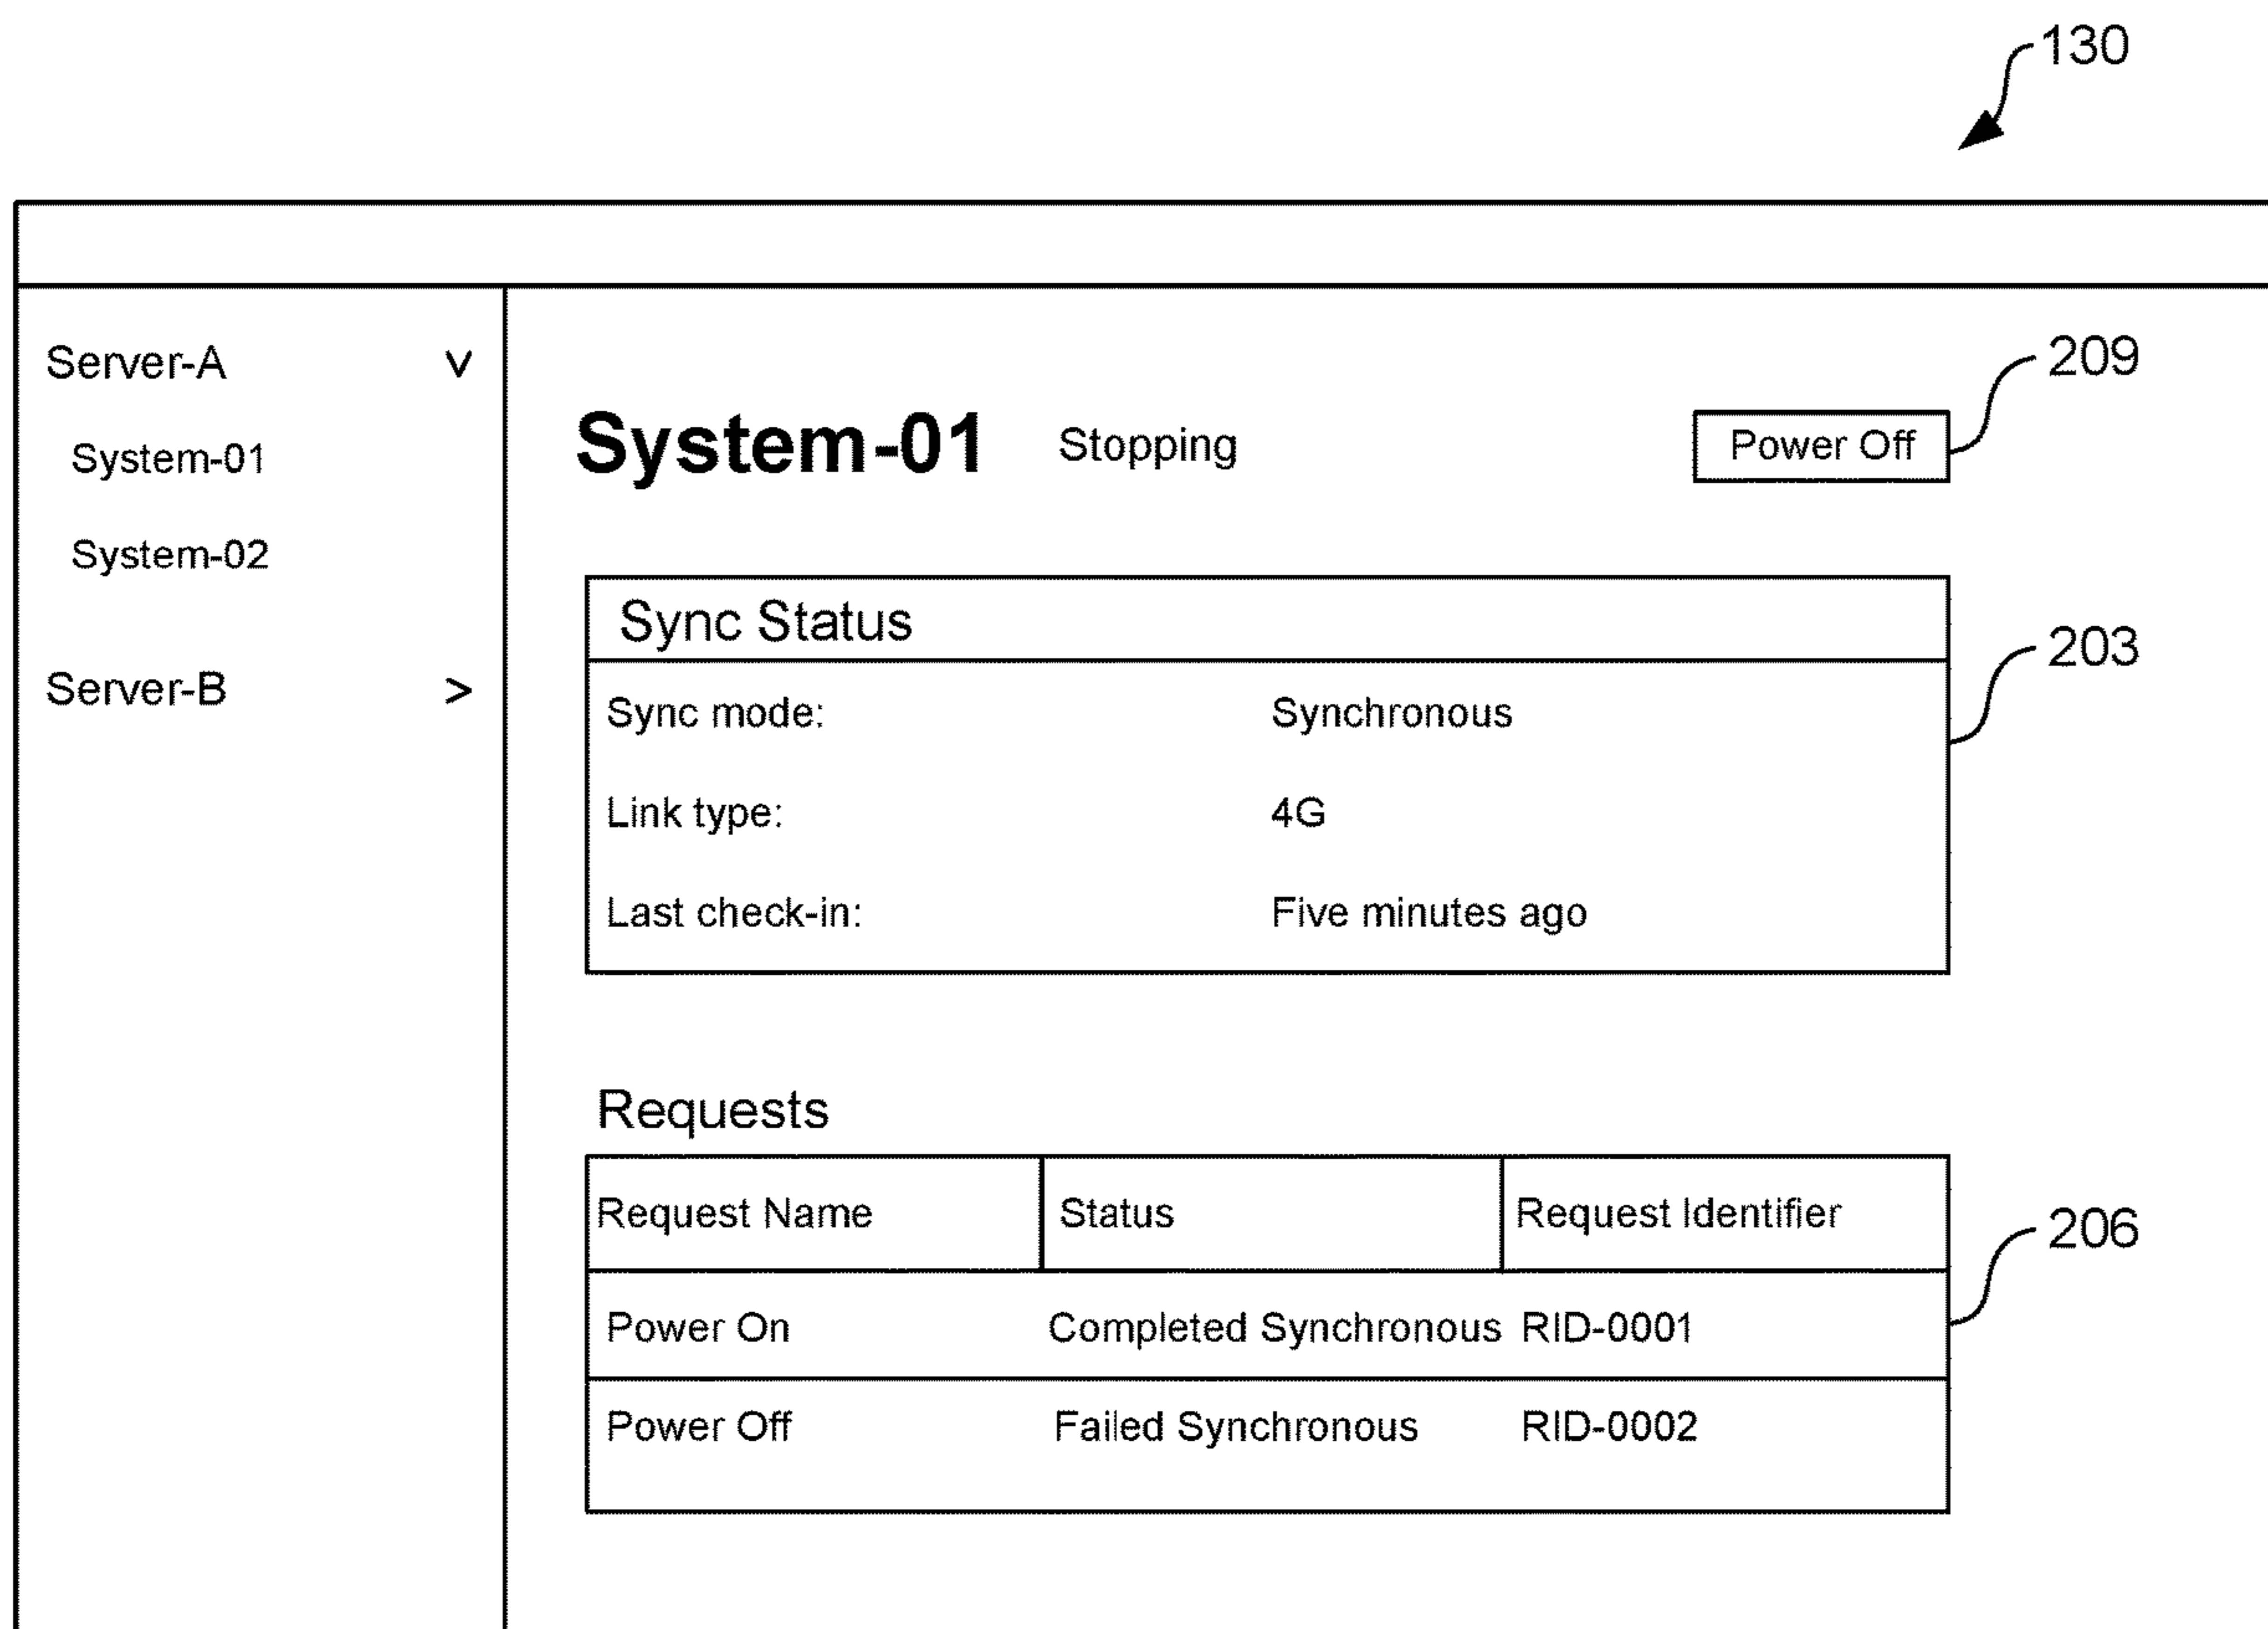 130
Server-A v
System-01
System-02
Server-B >
System-01 Stopping Power Off 209
Sync Status
203
Sync mode: Synchronous
Link type: 4G
Last check-in: Five minutes ago
Requests
Request Name Status Request Identifier
206
Power On Completed Synchronous RID-0001
Power Off Failed Synchronous RID-0002